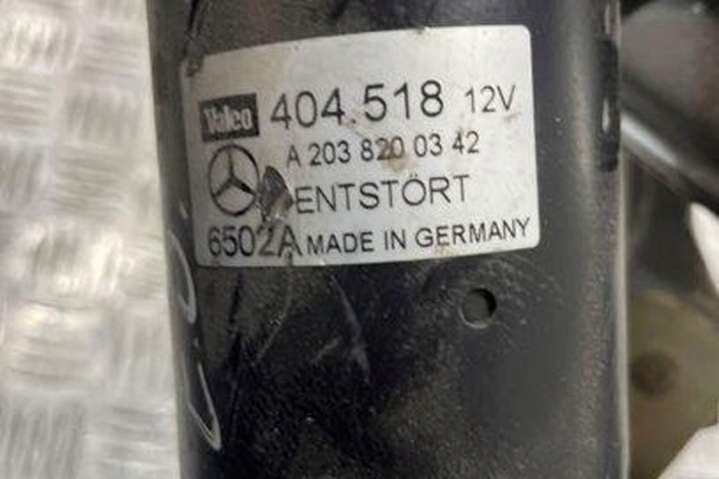 Valeo 404.518 12V
A 203 820 03 42
ENTSTÖRT
6502A MADE IN GERMANY